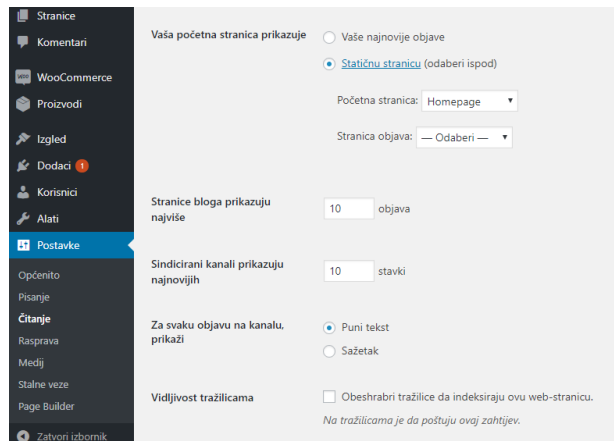 Stranice
Komentari
WooCommerce
Proizvodi
Izgled
Dodaci 1
Korisnici
Alati
Postavke
Općenito
Pisanje
Čitanje
Rasprava
Medij
Stalne veze
Page Builder
Zatvori izbornik
Vaša početna stranica prikazuje
Vaše najnovije objave
Statičnu stranicu (odaberi ispod)
Početna stranica: Homepage
Stranica objava: — Odaberi —
Stranice bloga prikazuju
najviše
10 objava
Sindicirani kanali prikazuju
najnovijih
10 stavki
Za svaku objavu na kanalu,
prikaži
Puni tekst
Sažetak
Vidljivost tražilicama
Obeshrabri tražilice da indeksiraju ovu web-stranicu.
Na tražilicama je da poštuju ovaj zahtijev.